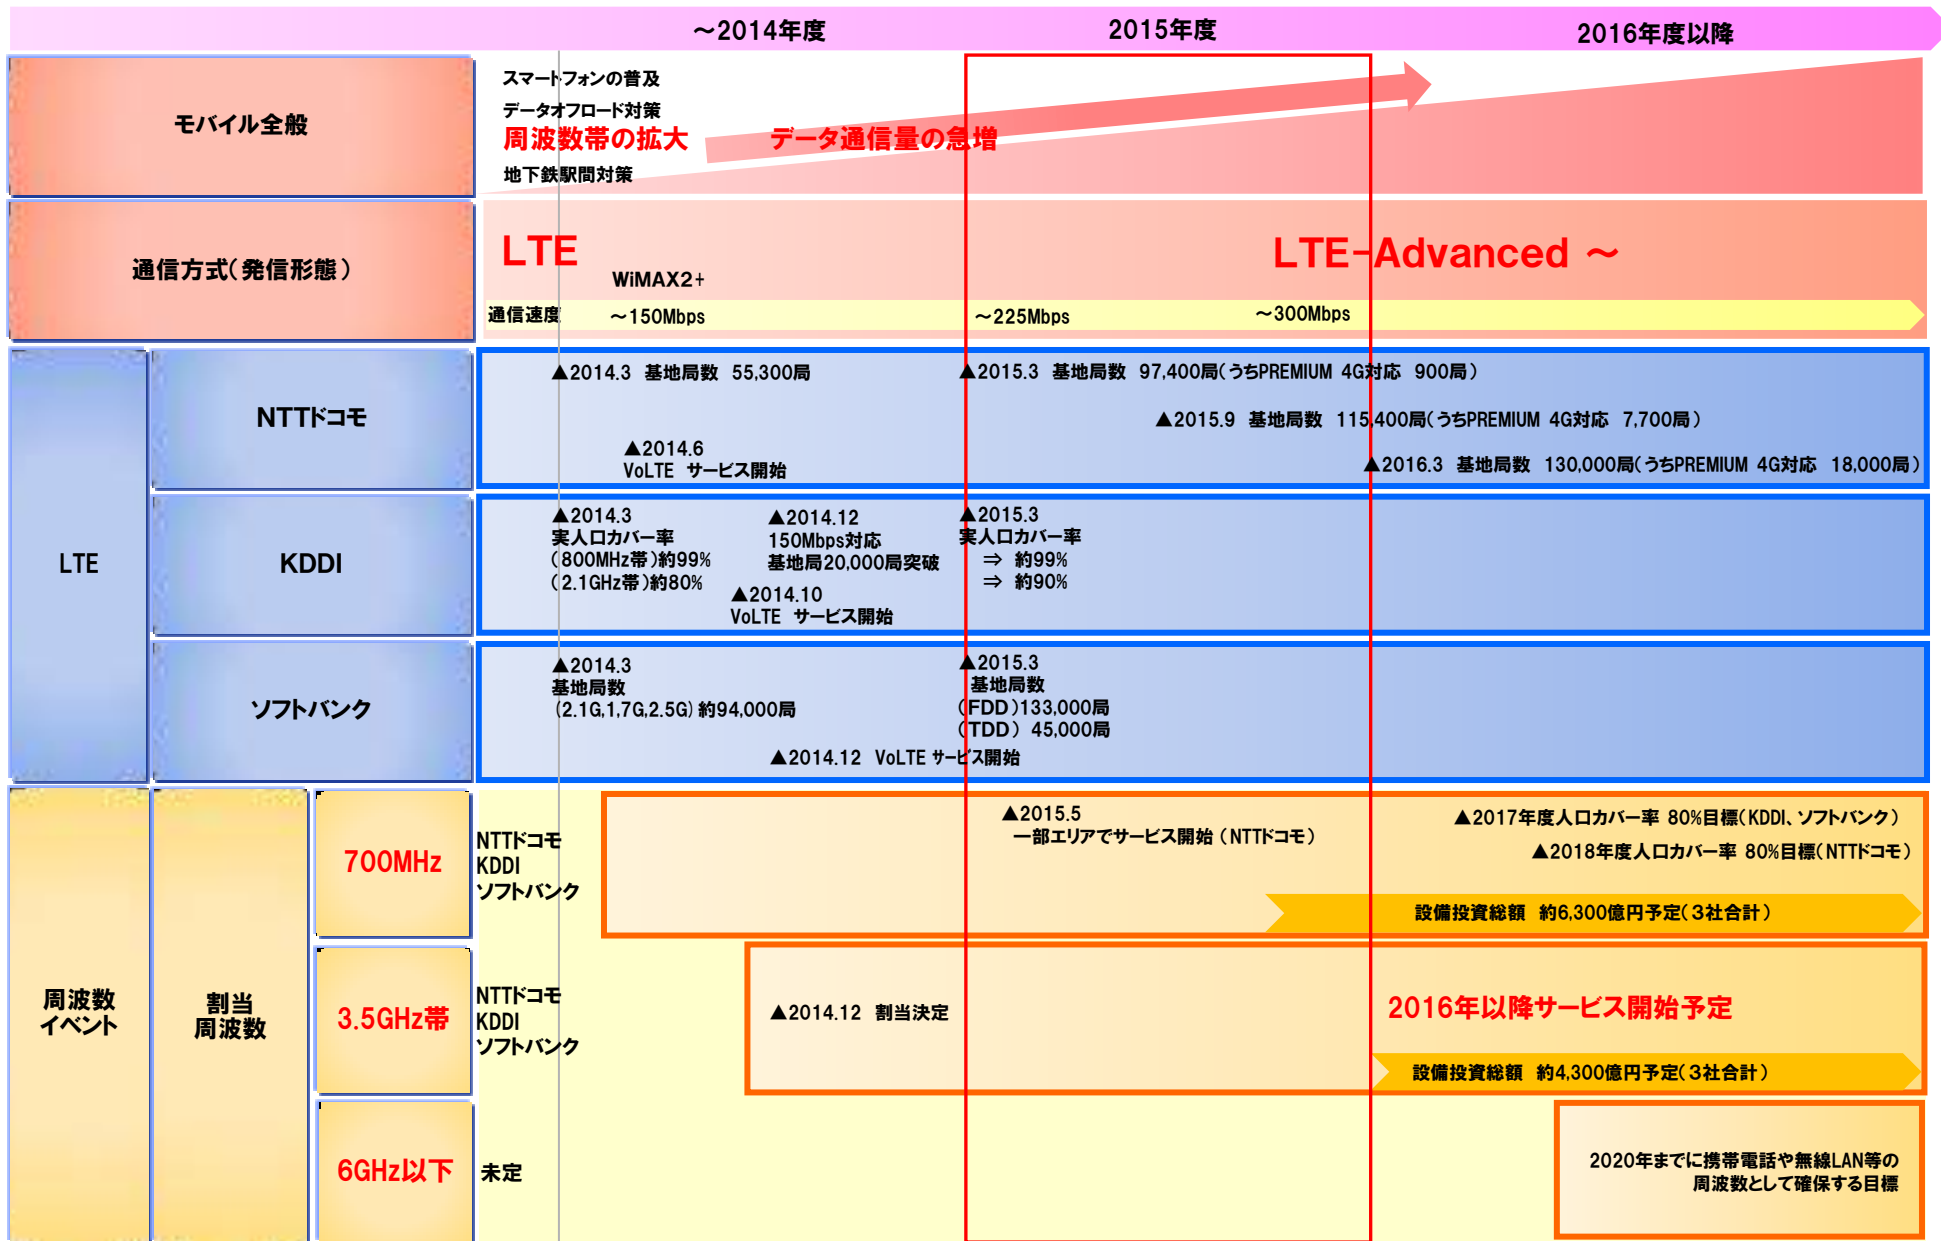 ～2014年度
2015年度
2016年度以降
モバイル全般
スマートフォンの普及
データオフロード対策
周波数帯の拡大
データ通信量の急増
地下鉄駅間対策
通信方式（発信形態）
LTE
LTE-Advanced ～
WiMAX2+
通信速度
～150Mbps
～225Mbps
～300Mbps
LTE
NTTドコモ
▲2014.3 基地局数 55,300局
▲2015.3 基地局数 97,400局（うちPREMIUM 4G対応 900局）
▲2015.9 基地局数 115,400局（うちPREMIUM 4G対応 7,700局）
▲2014.6
VoLTE サービス開始
▲2016.3 基地局数 130,000局（うちPREMIUM 4G対応 18,000局）
KDDI
▲2014.3
実人口カバー率
（800MHz帯）約99%
（2.1GHz帯）約80%
▲2014.12
150Mbps対応
基地局20,000局突破
▲2014.10
VoLTE サービス開始
▲2015.3
実人口カバー率
⇒ 約99%
⇒ 約90%
ソフトバンク
▲2014.3
基地局数
(2.1G,1,7G,2.5G) 約94,000局
▲2015.3
基地局数
（FDD）133,000局
（TDD） 45,000局
▲2014.12 VoLTE サービス開始
周波数
イベント
割当
周波数
700MHz
NTTドコモ
KDDI
ソフトバンク
▲2015.5
一部エリアでサービス開始（NTTドコモ）
▲2017年度人口カバー率 80%目標（KDDI、ソフトバンク）
▲2018年度人口カバー率 80%目標（NTTドコモ）
設備投資総額 約6,300億円予定（３社合計）
3.5GHz帯
NTTドコモ
KDDI
ソフトバンク
▲2014.12 割当決定
2016年以降サービス開始予定
設備投資総額 約4,300億円予定（３社合計）
6GHz以下
未定
2020年までに携帯電話や無線LAN等の
周波数として確保する目標